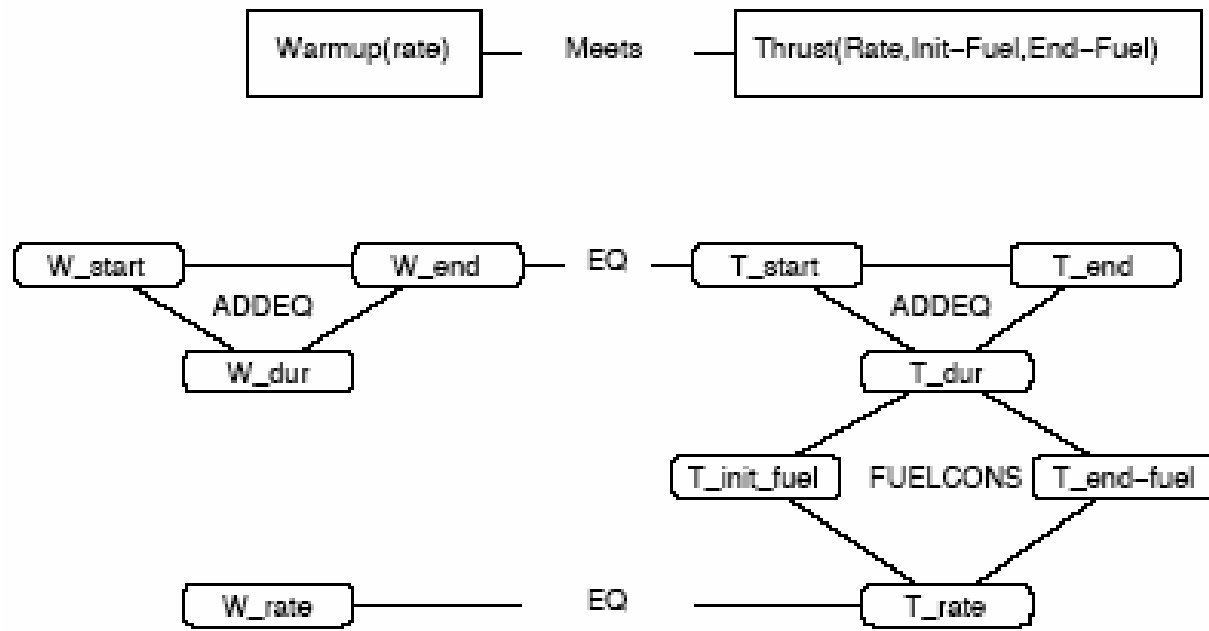 Warmup(rate) Meets Thrust(Rate,Init-Fuel,End-Fuel)
W_start W_end EQ T_start T_end
ADDEQ ADDEQ
W_dur T_dur
T_init_fuel FUELCONS T_end-fuel
W_rate EQ T_rate